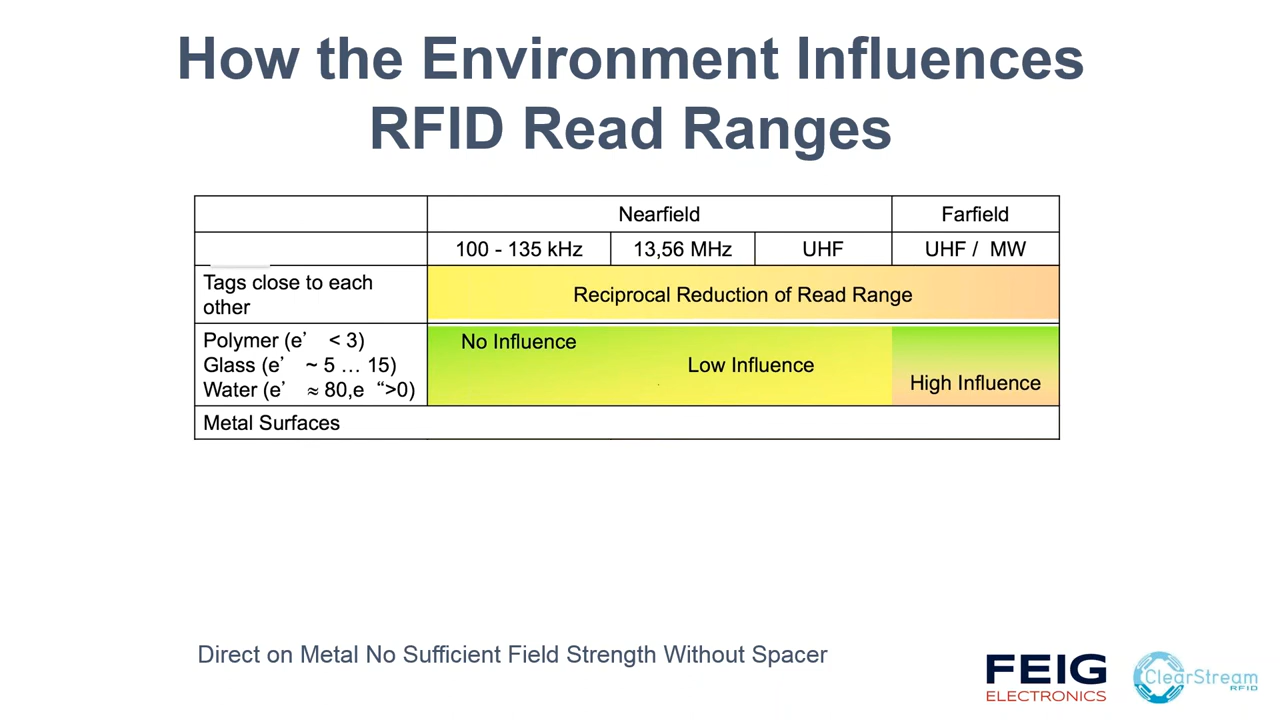 How the Environment Influences
RFID Read Ranges
Nearfield Farfield
100 - 135 kHz 13,56 MHz UHF UHF / MW
Tags close to each
other
Reciprocal Reduction of Read Range
Polymer (e’ < 3)
Glass (e’ ~ 5 … 15)
Water (e’ ≈ 80,e “>0)
No Influence
Low Influence
High Influence
Metal Surfaces
Direct on Metal No Sufficient Field Strength Without Spacer
FEIG
ELECTRONICS
ClearStream
RFID